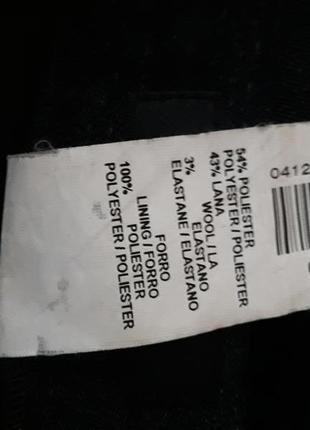 54% POLIESTER
POLYESTER / POLIESTER
43% LANA
WOOL / LA
ELASTANO
3%
ELASTANE / ELASTANO
FORRO
LINING / FORRO
POLIESTER
100%
POLYESTER / POLIESTER
0412